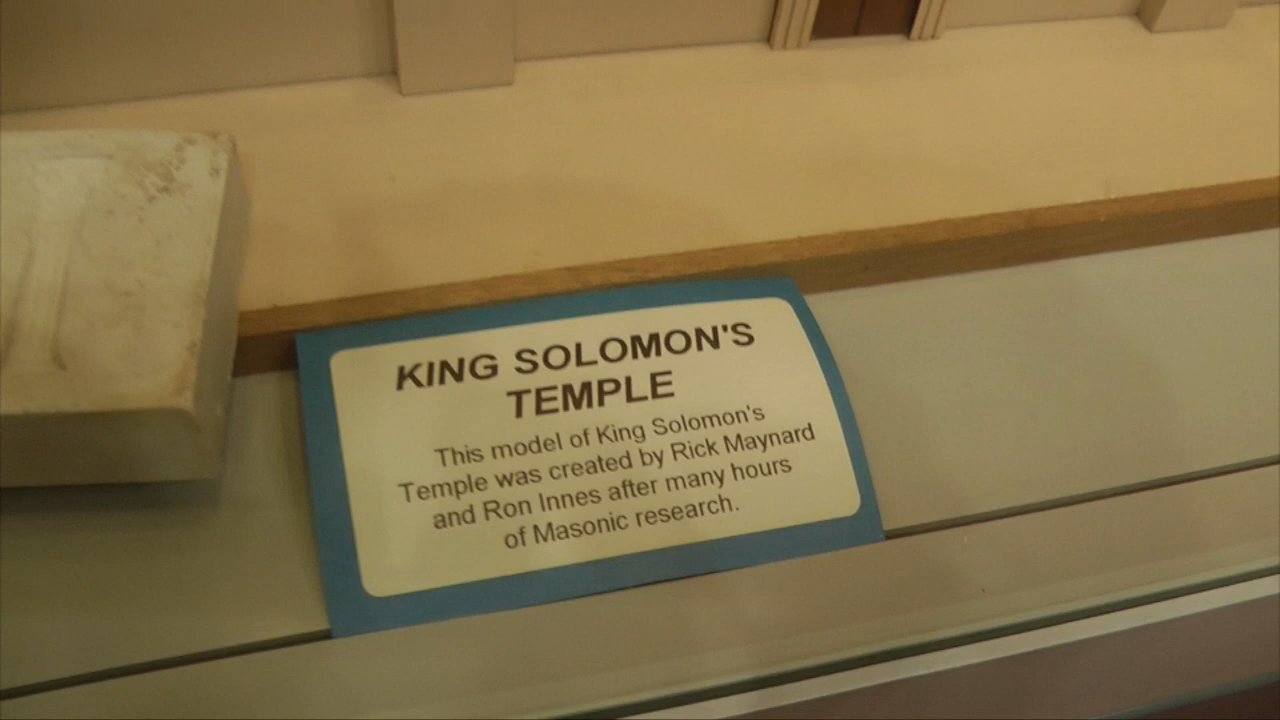 KING SOLOMON'S
TEMPLE
This model of King Solomon's
Temple was created by Rick Maynard
and Ron Innes after many hours
of Masonic research.